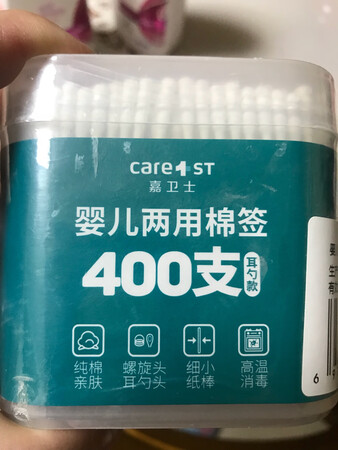 care1ST
嘉卫士
婴儿两用棉签
400支
耳勺款
纯棉
亲肤
螺旋头
耳勺头
细小
纸棒
高温
消毒
6